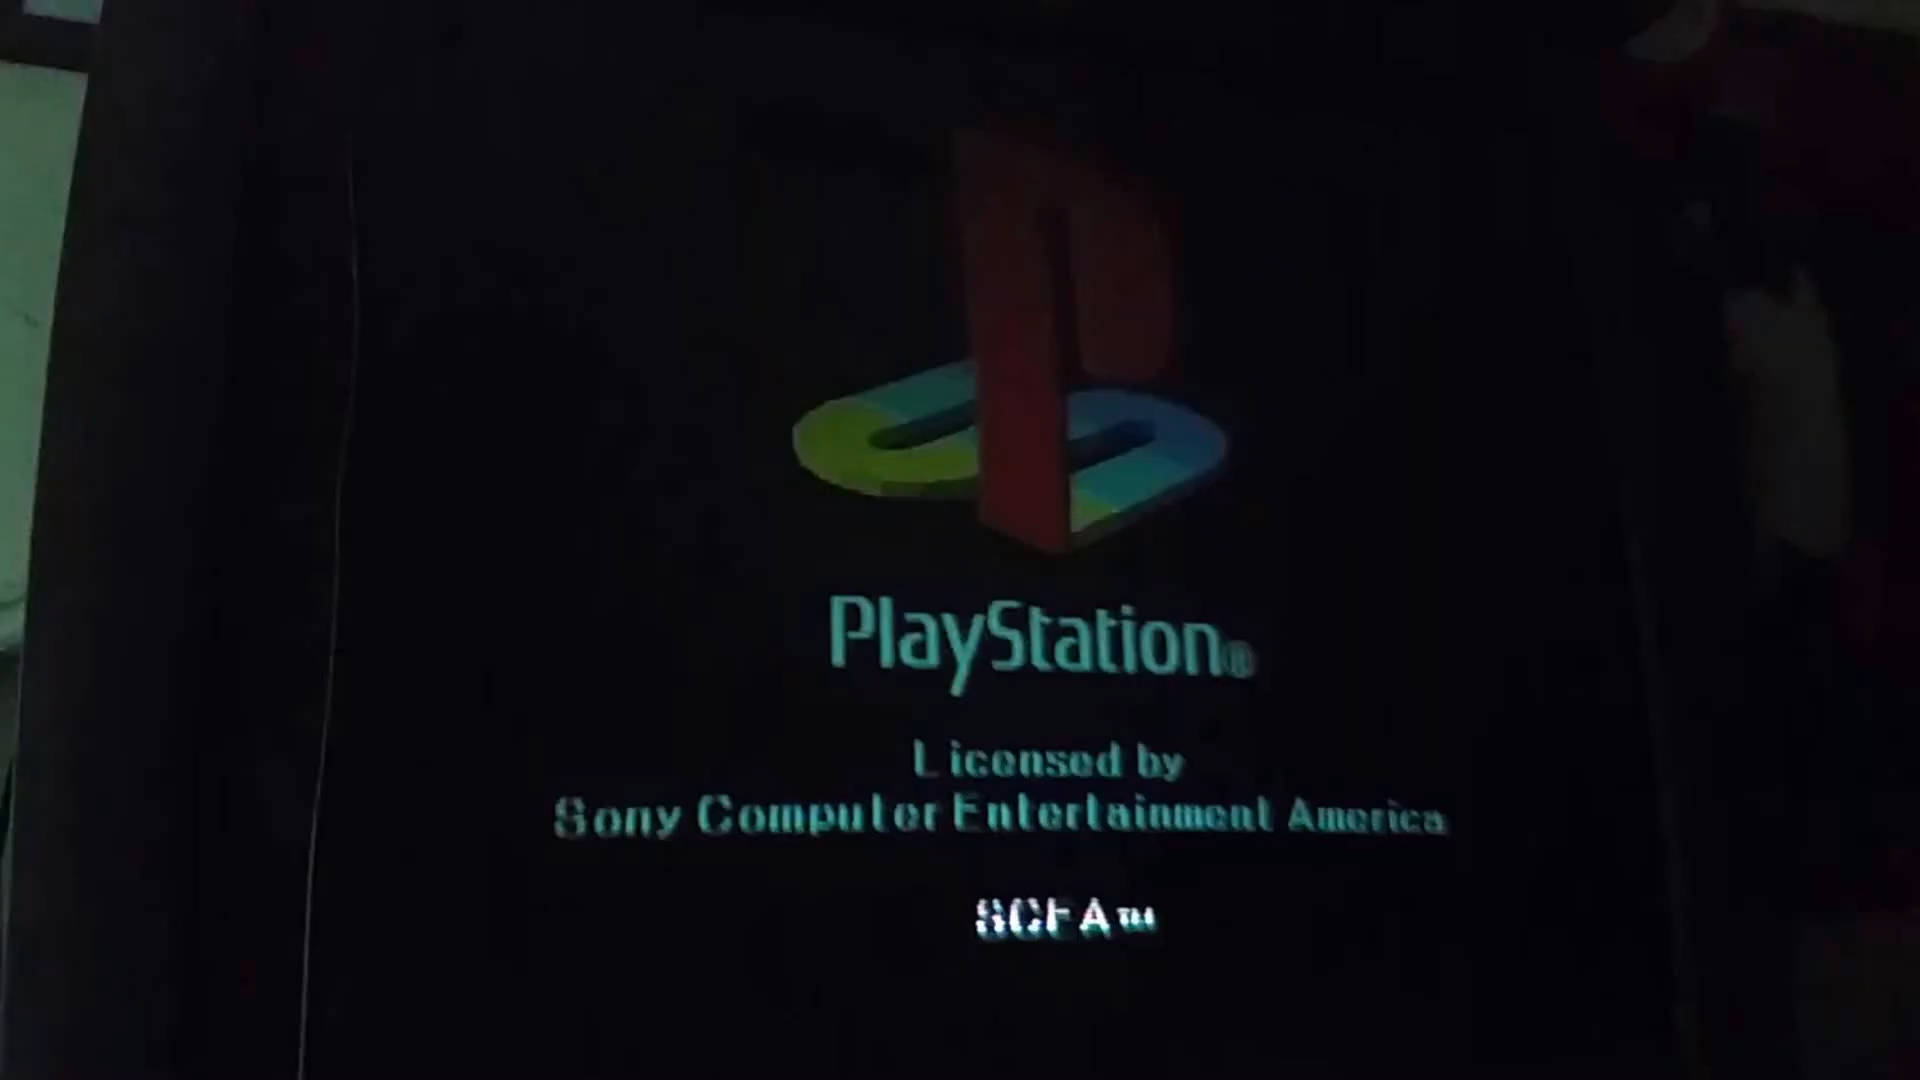 PlayStation®
Licensed by
Sony Computer Entertainment America
SCEA™